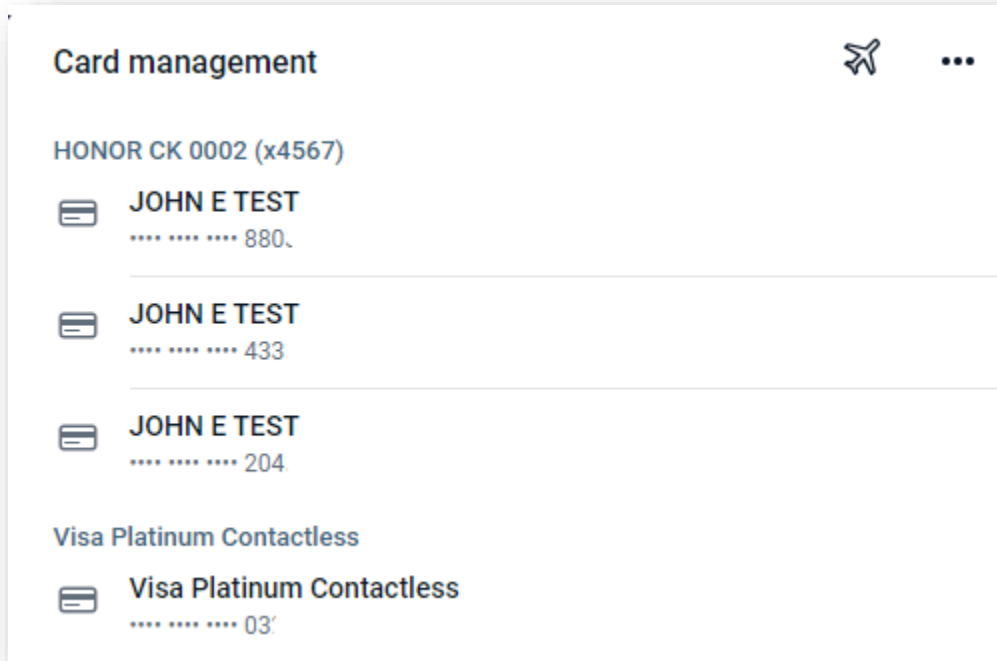 Card management
HONOR CK 0002 (x4567)
JOHN E TEST
•••• •••• •••• 880
JOHN E TEST
•••• •••• •••• 433
JOHN E TEST
•••• •••• •••• 204
Visa Platinum Contactless
Visa Platinum Contactless
•••• •••• •••• 03